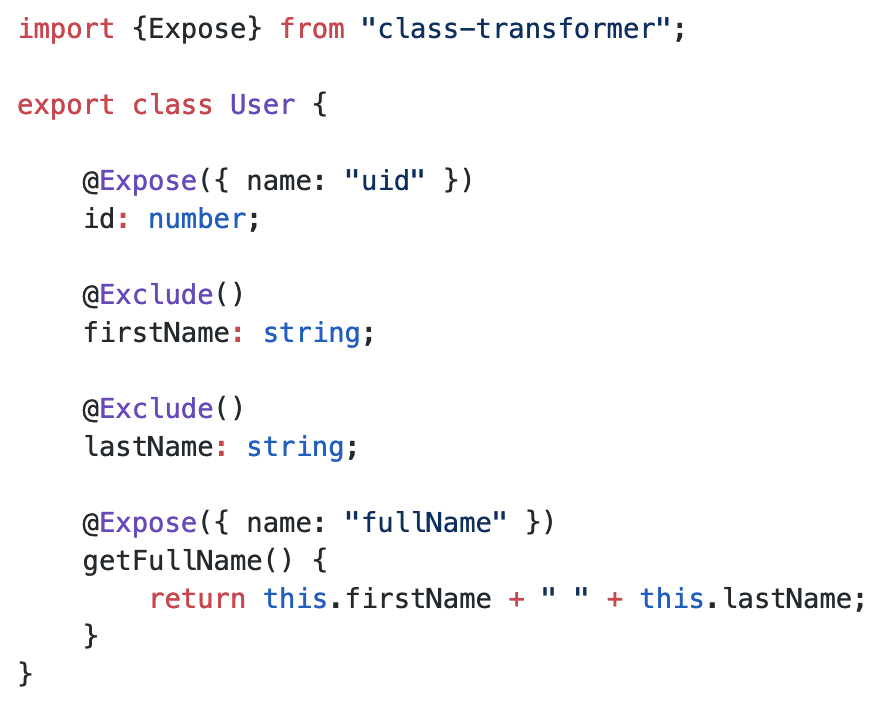 import {Expose} from "class-transformer";
export class User {
@Expose({ name: "uid" })
id: number;
@Exclude()
firstName: string;
@Exclude()
lastName: string;
@Expose({ name: "fullName" })
getFullName() {
return this.firstName + " " + this.lastName;
}
}